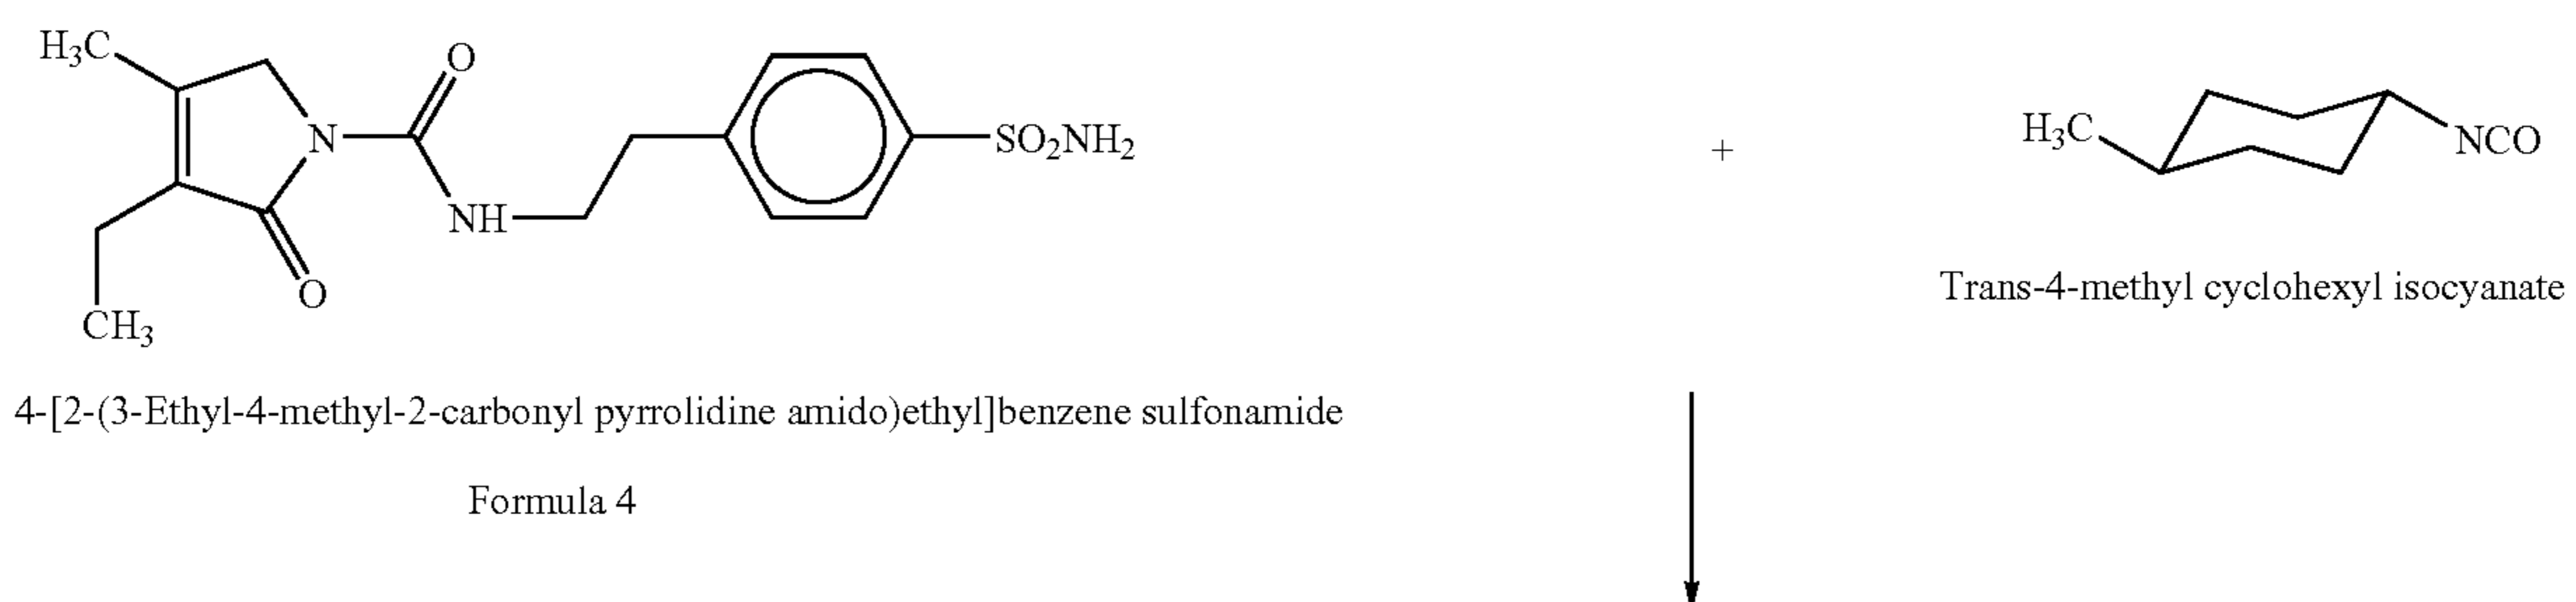 H₃C
O
N
SO₂NH₂
NH
O
CH₃
+
H₃C
NCO
Trans-4-methyl cyclohexyl isocyanate
4-[2-(3-Ethyl-4-methyl-2-carbonyl pyrrolidine amido)ethyl]benzene sulfonamide
Formula 4